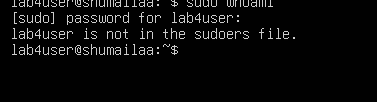 lab4user@shumailaa:~$ sudo whoami
[sudo] password for lab4user:
lab4user is not in the sudoers file.
lab4user@shumailaa:~$